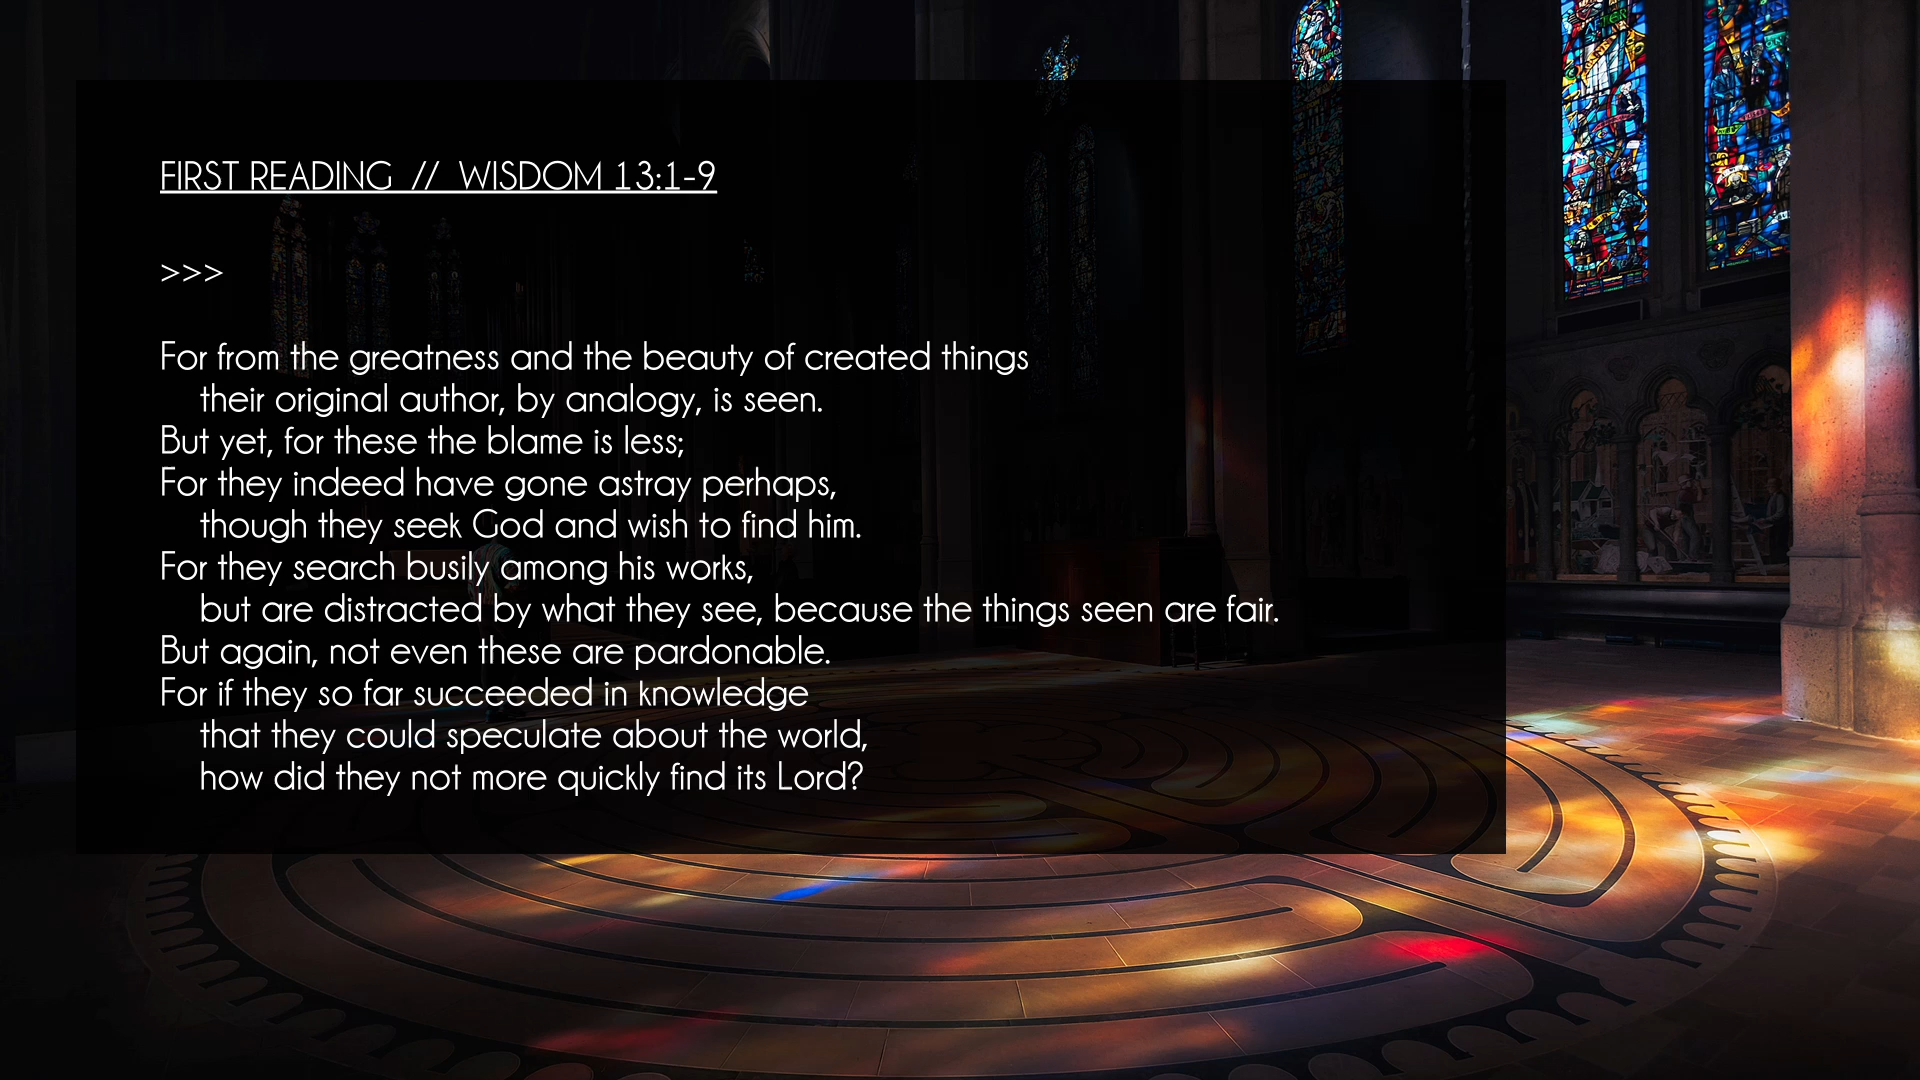 FIRST READING // WISDOM 13:1-9
>>>
For from the greatness and the beauty of created things
their original author, by analogy, is seen.
But yet, for these the blame is less;
For they indeed have gone astray perhaps,
though they seek God and wish to find him.
For they search busily among his works,
but are distracted by what they see, because the things seen are fair.
But again, not even these are pardonable.
For if they so far succeeded in knowledge
that they could speculate about the world,
how did they not more quickly find its Lord?